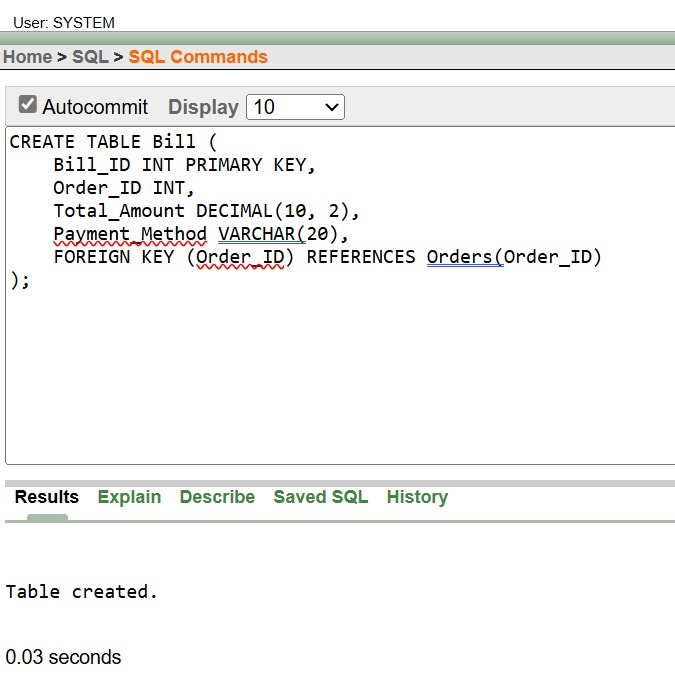 User: SYSTEM
Home > SQL > SQL Commands
Autocommit Display 10
CREATE TABLE Bill (
    Bill_ID INT PRIMARY KEY,
    Order_ID INT,
    Total_Amount DECIMAL(10, 2),
    Payment_Method VARCHAR(20),
    FOREIGN KEY (Order_ID) REFERENCES Orders(Order_ID)
);
Results Explain Describe Saved SQL History
Table created.
0.03 seconds